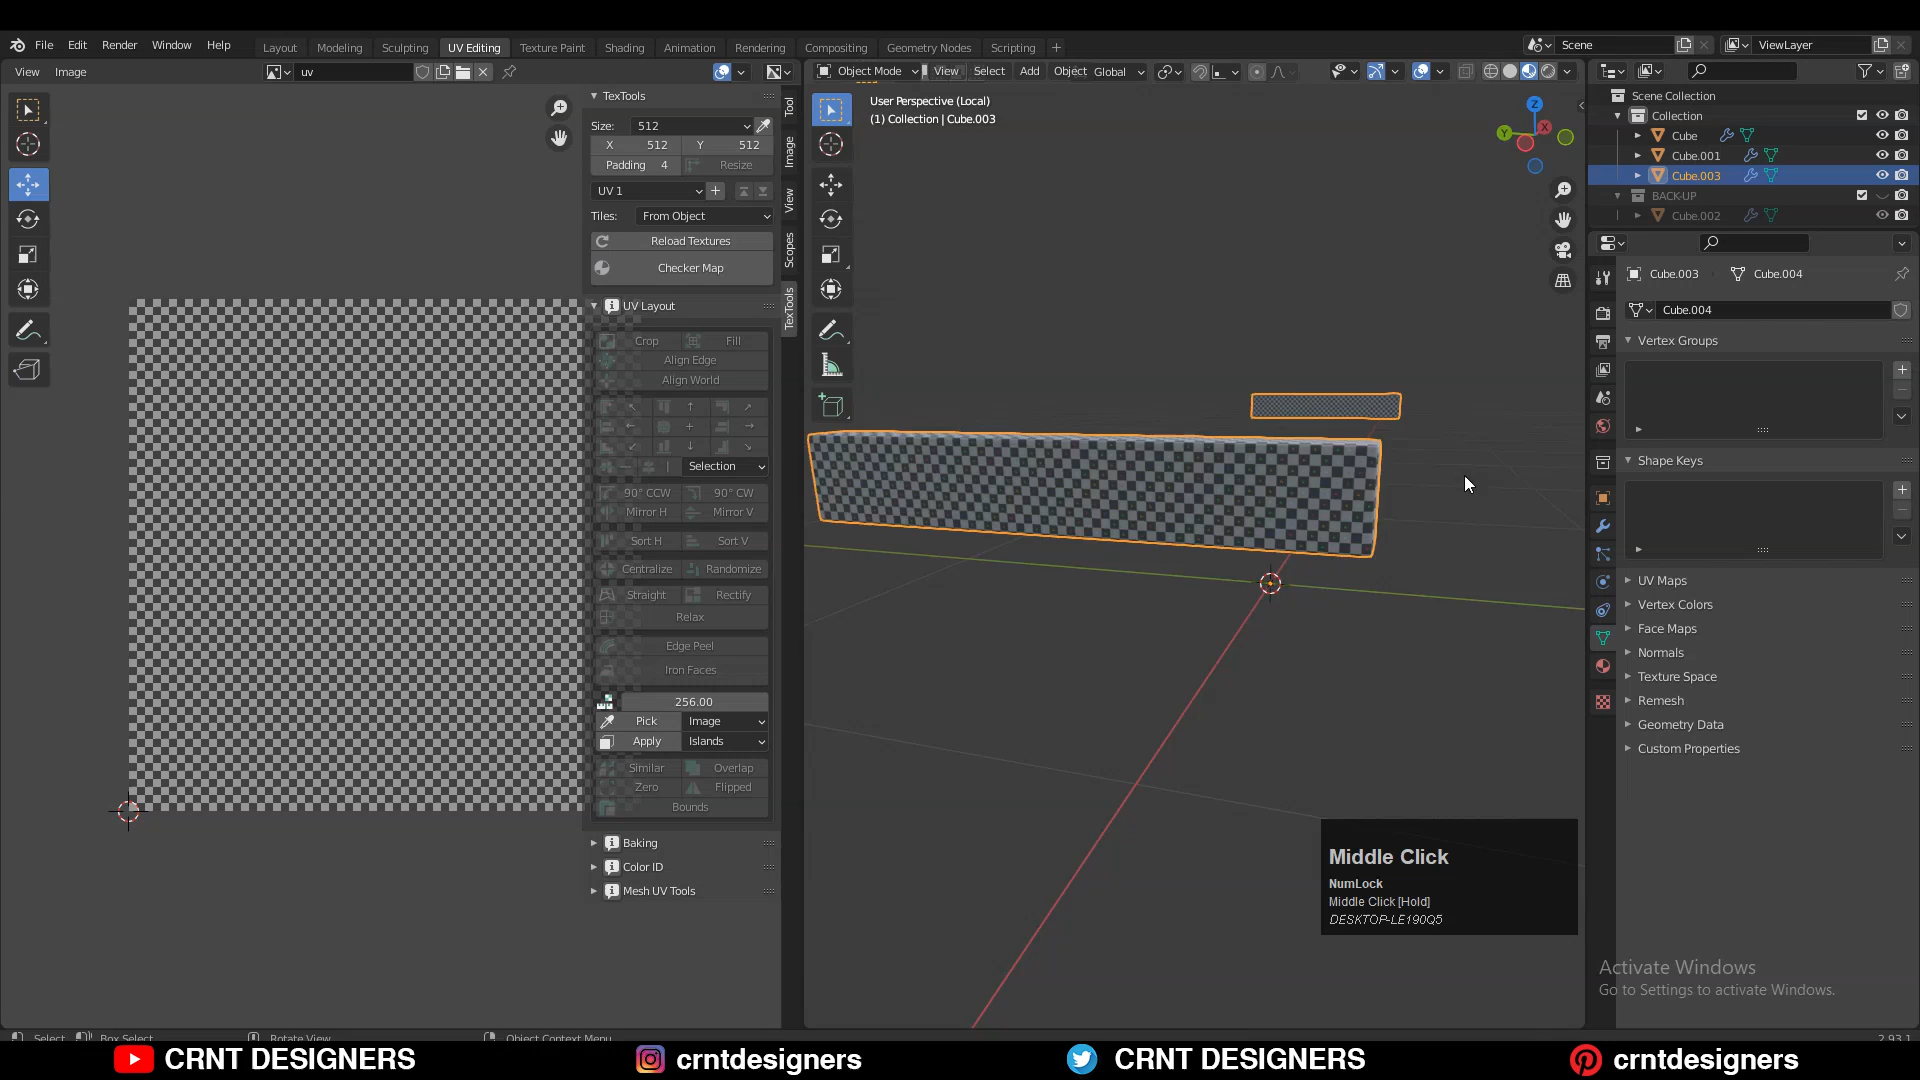 File Edit Render Window Help
Layout Modeling Sculpting UV Editing Texture Paint Shading Animation Rendering Compositing Geometry Nodes Scripting +
Scene
ViewLayer
View Image
uv
Object Mode View Select Add Object Global
TexTools
Size: 512
X 512 Y 512
Padding 4 Resize
UV 1
Tiles: From Object
Reload Textures
Checker Map
UV Layout
Crop Fill
Align Edge
Align World
Selection
90° CCW 90° CW
Mirror H Mirror V
Sort H Sort V
Centralize Randomize
Straight Rectify
Relax
Edge Peel
Iron Faces
256.00
Pick Image
Apply Islands
Similar Overlap
Zero Flipped
Bounds
Baking
Color ID
Mesh UV Tools
Tool
Image
View
Scopes
TexTools
User Perspective (Local)
(1) Collection | Cube.003
Z
Y
X
Middle Click
NumLock
Middle Click [Hold]
DESKTOP-LE190Q5
Scene Collection
Collection
Cube
Cube.001
Cube.003
BACK-UP
Cube.002
Cube.003 Cube.004
Cube.004
Vertex Groups
Shape Keys
UV Maps
Vertex Colors
Face Maps
Normals
Texture Space
Remesh
Geometry Data
Custom Properties
Activate Windows
Go to Settings to activate Windows.
Select Box Select Rotate View Object Context Menu 2.93.1
CRNT DESIGNERS crntdesigners CRNT DESIGNERS crntdesigners